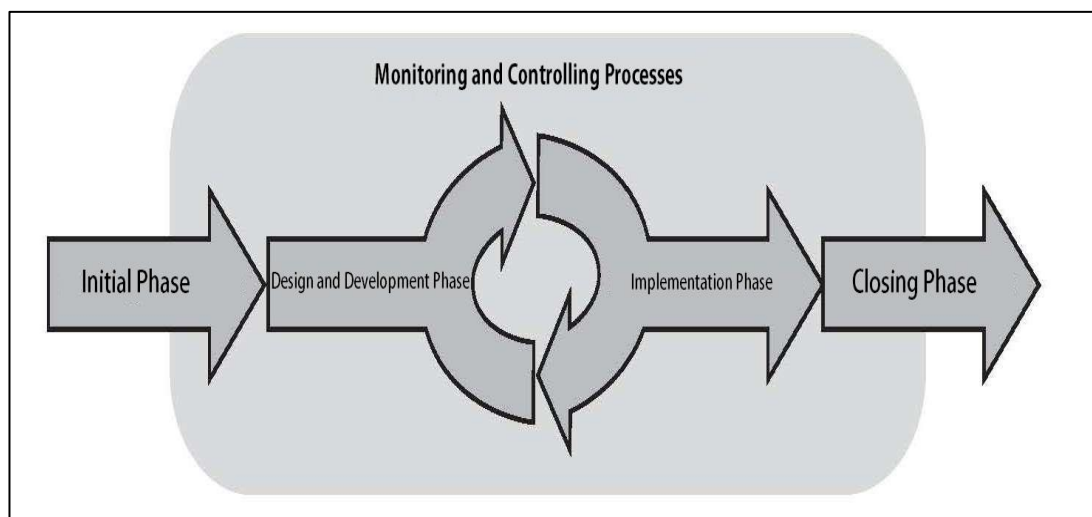 Monitoring and Controlling Processes
Initial Phase
Design and Development Phase
Implementation Phase
Closing Phase